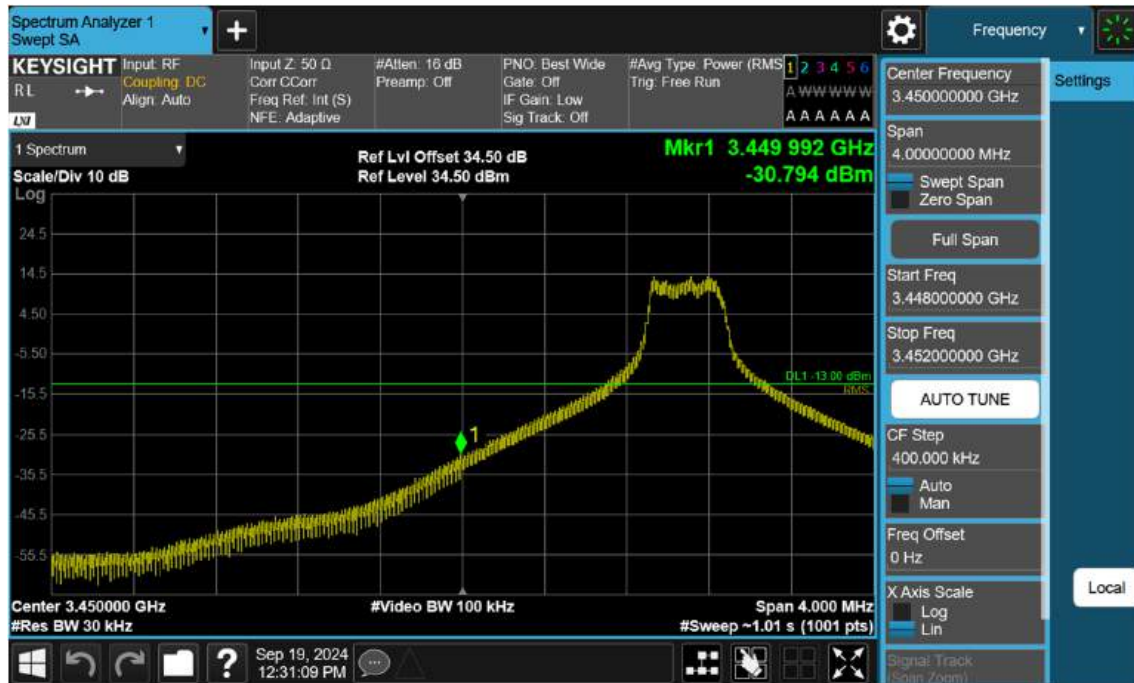 Spectrum Analyzer 1
Swept SA
Frequency
KEYSIGHT
RL
LXI
Input: RF
Coupling: DC
Align: Auto
Input Z: 50 Ω
Corr CCorr
Freq Ref: Int (S)
NFE: Adaptive
#Atten: 16 dB
Preamp: Off
PNO: Best Wide
Gate: Off
IF Gain: Low
Sig Track: Off
#Avg Type: Power (RMS
Trig: Free Run
1 2 3 4 5 6
A W W W W W
A A A A A A
1 Spectrum
Scale/Div 10 dB
Log
Ref Lvl Offset 34.50 dB
Ref Level 34.50 dBm
Mkr1 3.449 992 GHz
-30.794 dBm
24.5
14.5
4.50
-5.50
-15.5
-25.5
-35.5
-45.5
-55.5
DL1 -13.00 dBm
RMS
1
Center 3.450000 GHz
#Res BW 30 kHz
#Video BW 100 kHz
Span 4.000 MHz
#Sweep ~1.01 s (1001 pts)
Center Frequency
3.450000000 GHz
Settings
Span
4.00000000 MHz
Swept Span
Zero Span
Full Span
Start Freq
3.448000000 GHz
Stop Freq
3.452000000 GHz
AUTO TUNE
CF Step
400.000 kHz
Auto
Man
Freq Offset
0 Hz
X Axis Scale
Log
Lin
Local
Signal Track
(Span Zoom)
?
Sep 19, 2024
12:31:09 PM